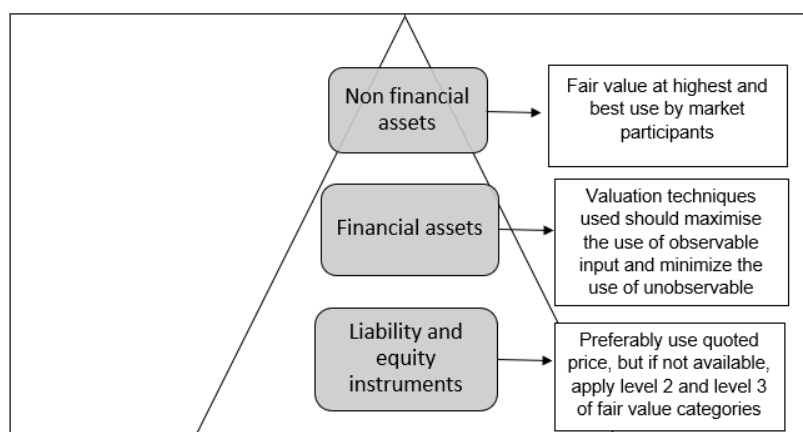 Non financial
assets
Fair value at highest and
best use by market
participants
Financial assets
Valuation techniques
used should maximise
the use of observable
input and minimize the
use of unobservable
Liability and
equity
instruments
Preferably use quoted
price, but if not available,
apply level 2 and level 3
of fair value categories